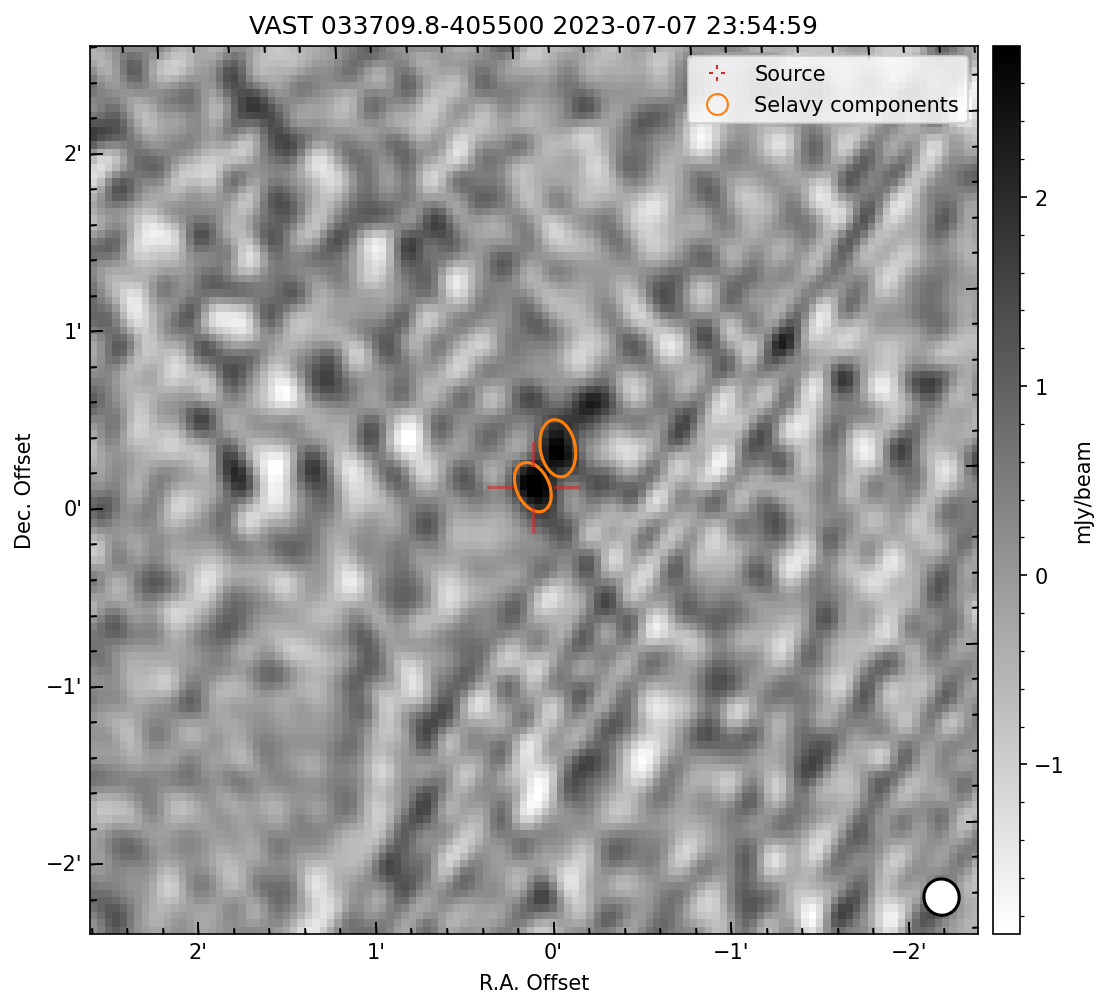 VAST 033709.8-405500 2023-07-07 23:54:59
Source
Selavy components
2'
1'
0'
−1'
−2'
Dec. Offset
2'
1'
0'
−1'
−2'
R.A. Offset
2
1
0
−1
mJy/beam